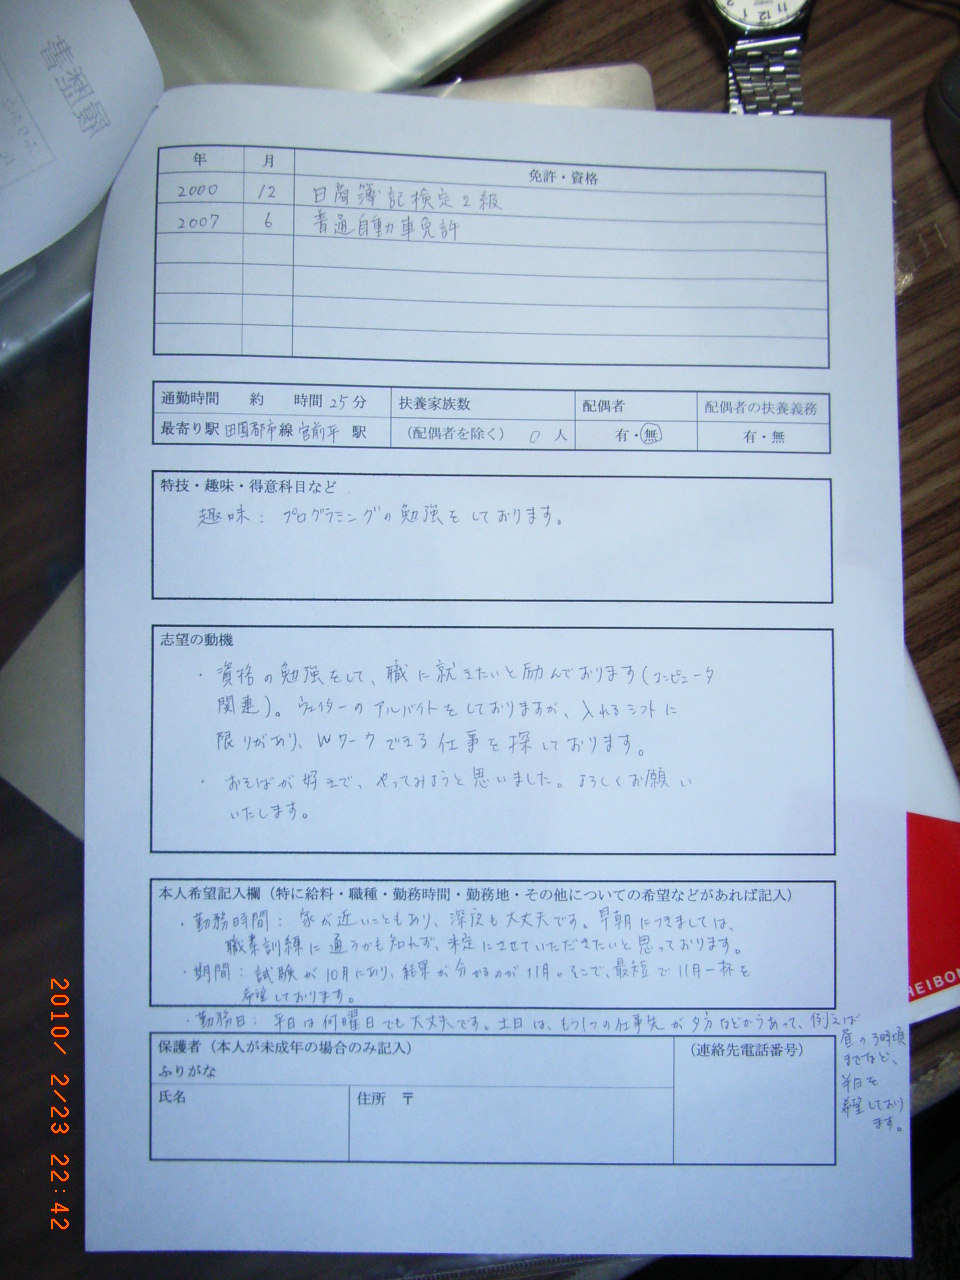 年 月 免許・資格
2000 12 日商簿記検定2級
2007 6 普通自動車免許
通勤時間 約 時間 25 分 扶養家族数 配偶者 配偶者の扶養義務
最寄り駅 田園都市線 宮前平 駅 (配偶者を除く) 0 人 有・無 有・無
特技・趣味・得意科目など
趣味: プログラミングの勉強をしております。
志望の動機
・資格の勉強をして、職に就きたいと励んでおります(コンピュータ
関連)。ウェイターのアルバイトをしておりますが、入れるシフトに
限りがあり、Wワークできる仕事を探しております。
・おそばが好きで、やってみようと思いました。よろしくお願い
いたします。
本人希望記入欄(特に給料・職種・勤務時間・勤務地・その他についての希望などがあれば記入)
・勤務時間: 家が近いこともあり、深夜も大丈夫です。早朝につきましては、
職業訓練に通うかも知れず、未定にさせていただきたいと思っております。
・期間: 試験が10月にあり、結果が分かるのが11月。そこで、最短で11月一杯を
希望しております。
・勤務日: 平日は何曜日でも大丈夫です。土日は、もう1つの仕事先が夕方などからあって、例えば
昼の3時頃
までなど、
半日を
希望しており
ます。
保護者(本人が未成年の場合のみ記入) (連絡先電話番号)
ふりがな
氏名 住所 〒
HEIBON
2010/ 2/23 22:42
11 12 1